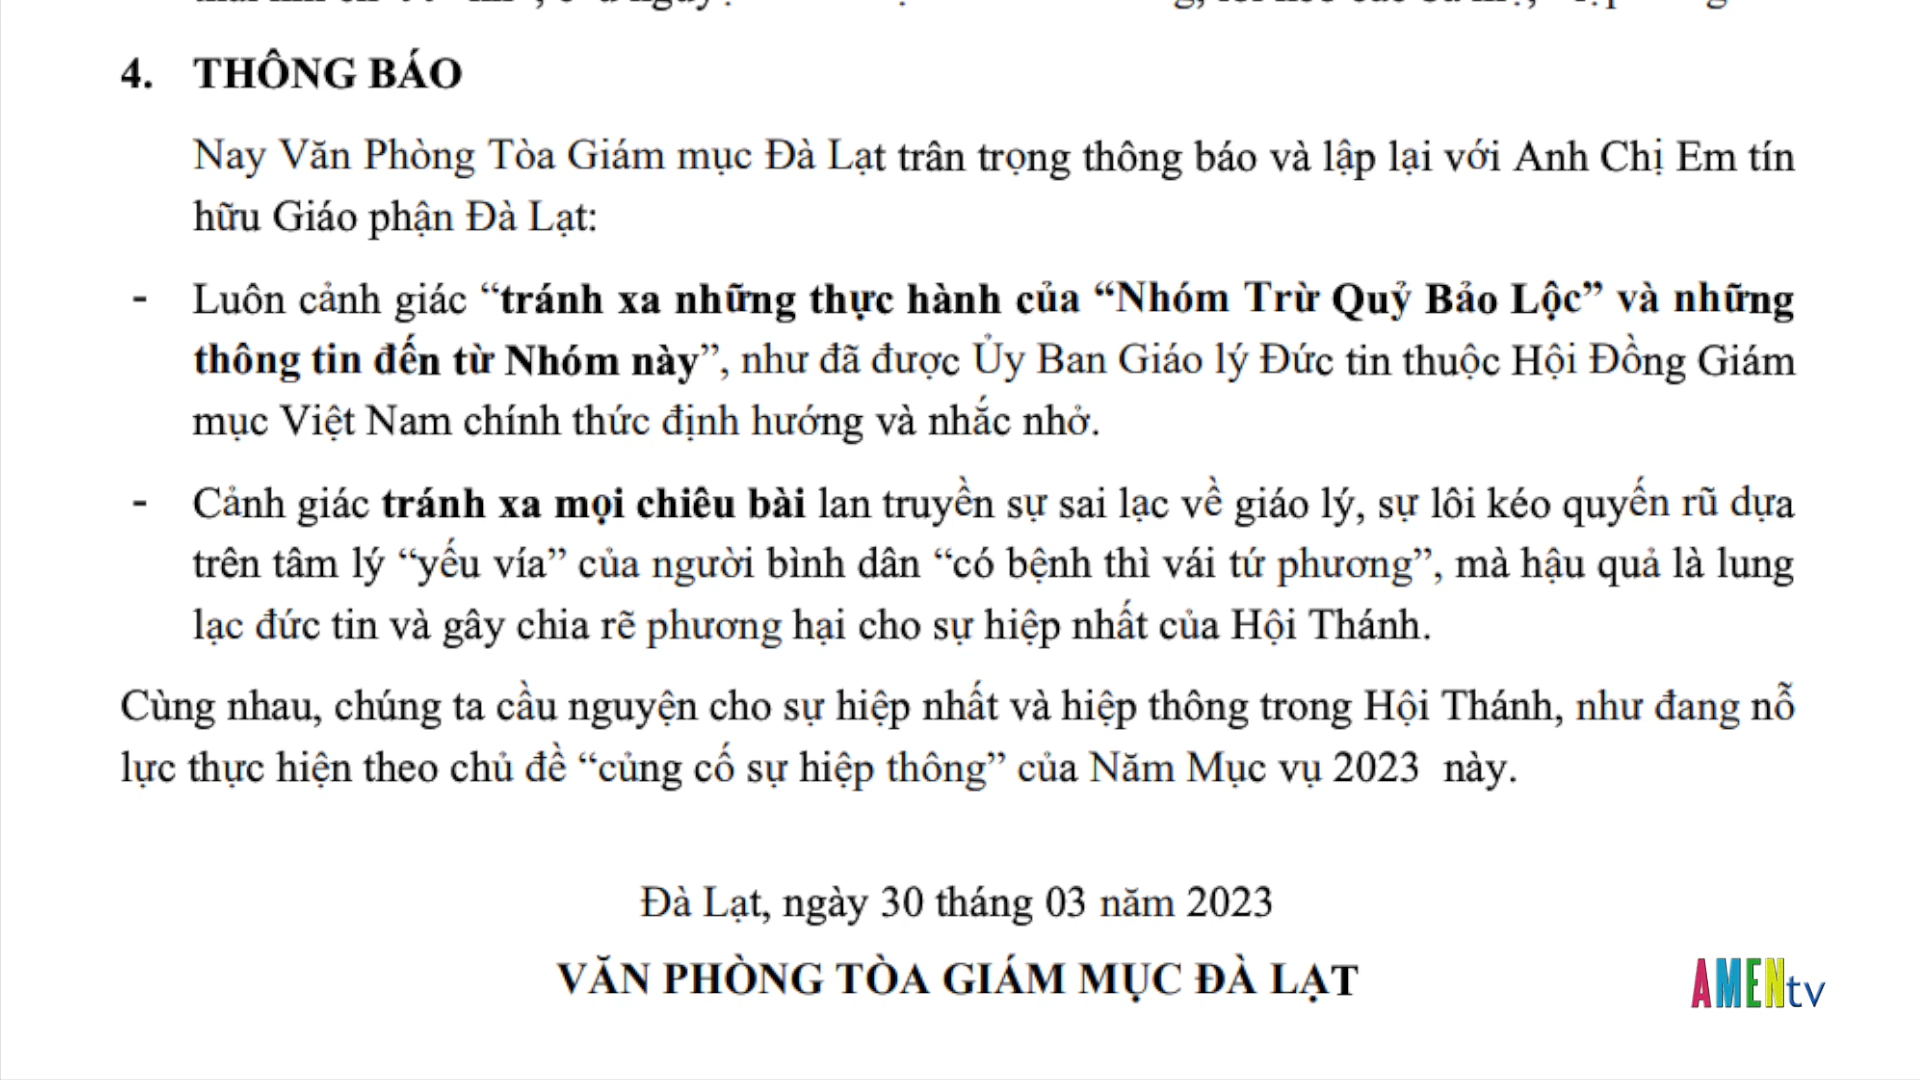 4. THÔNG BÁO
Nay Văn Phòng Tòa Giám mục Đà Lạt trân trọng thông báo và lập lại với Anh Chị Em tín
hữu Giáo phận Đà Lạt:
- Luôn cảnh giác “tránh xa những thực hành của “Nhóm Trừ Quỷ Bảo Lộc” và những
thông tin đến từ Nhóm này”, như đã được Ủy Ban Giáo lý Đức tin thuộc Hội Đồng Giám
mục Việt Nam chính thức định hướng và nhắc nhở.
- Cảnh giác tránh xa mọi chiêu bài lan truyền sự sai lạc về giáo lý, sự lôi kéo quyến rũ dựa
trên tâm lý “yếu vía” của người bình dân “có bệnh thì vái tứ phương”, mà hậu quả là lung
lạc đức tin và gây chia rẽ phương hại cho sự hiệp nhất của Hội Thánh.
Cùng nhau, chúng ta cầu nguyện cho sự hiệp nhất và hiệp thông trong Hội Thánh, như đang nỗ
lực thực hiện theo chủ đề “củng cố sự hiệp thông” của Năm Mục vụ 2023 này.
Đà Lạt, ngày 30 tháng 03 năm 2023
VĂN PHÒNG TÒA GIÁM MỤC ĐÀ LẠT
AMENtv